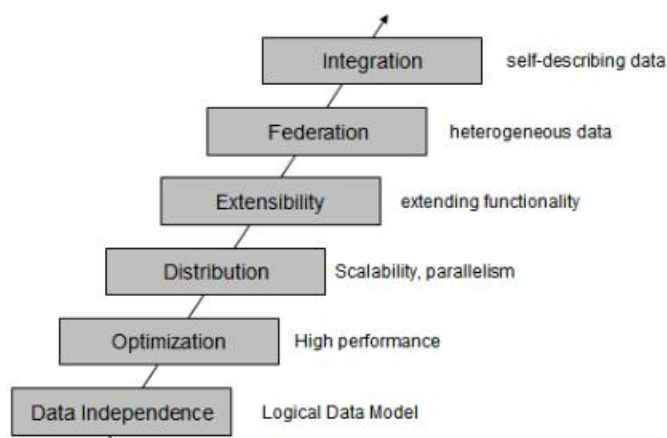 Integration self-describing data
Federation heterogeneous data
Extensibility extending functionality
Distribution Scalability, parallelism
Optimization High performance
Data Independence Logical Data Model